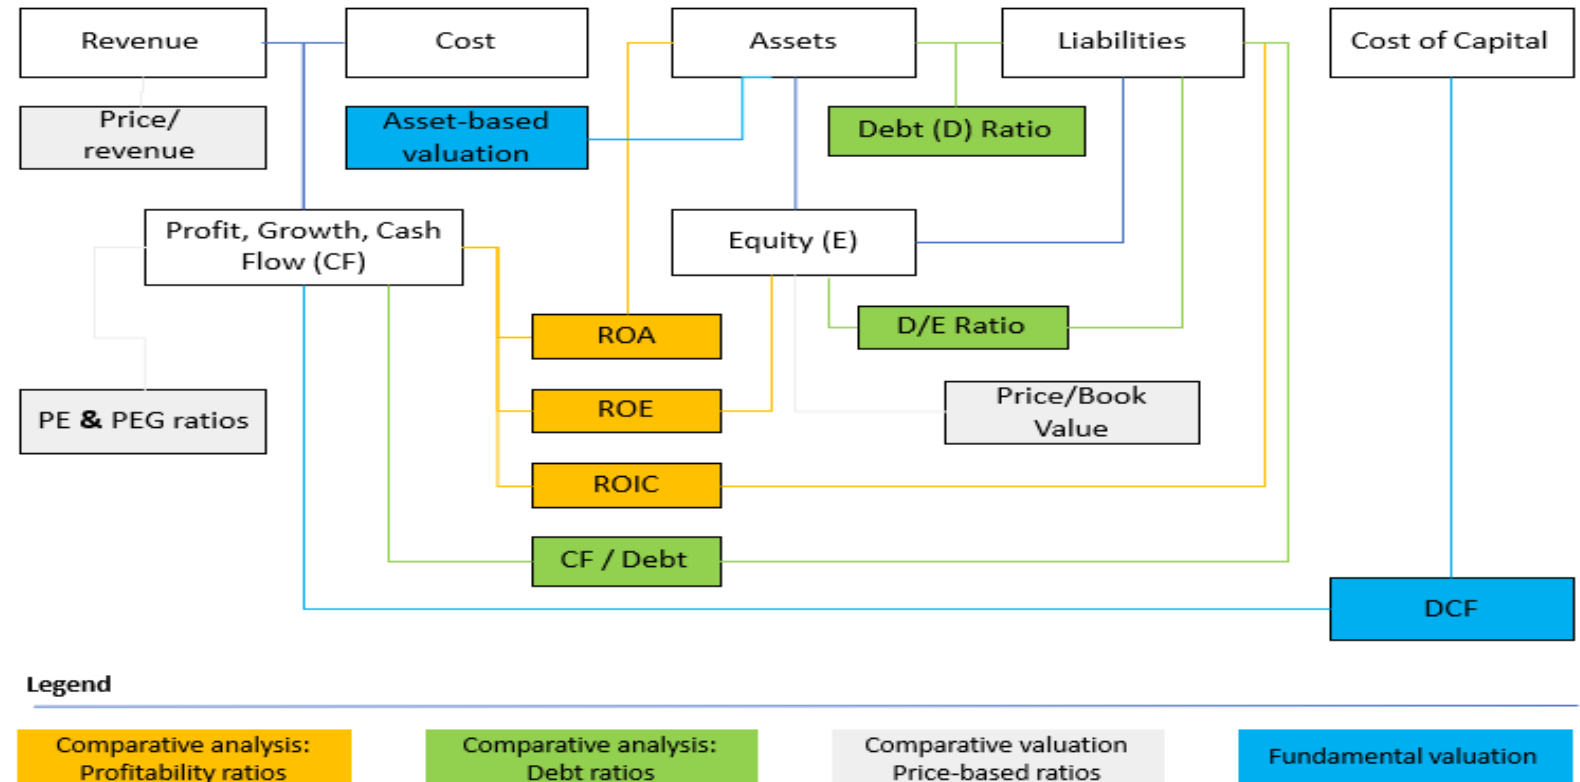 Revenue
Cost
Assets
Liabilities
Cost of Capital
Price/
revenue
Asset-based
valuation
Debt (D) Ratio
Profit, Growth, Cash
Flow (CF)
Equity (E)
ROA
D/E Ratio
PE & PEG ratios
ROE
Price/Book
Value
ROIC
CF / Debt
DCF
Legend
Comparative analysis:
Profitability ratios
Comparative analysis:
Debt ratios
Comparative valuation
Price-based ratios
Fundamental valuation